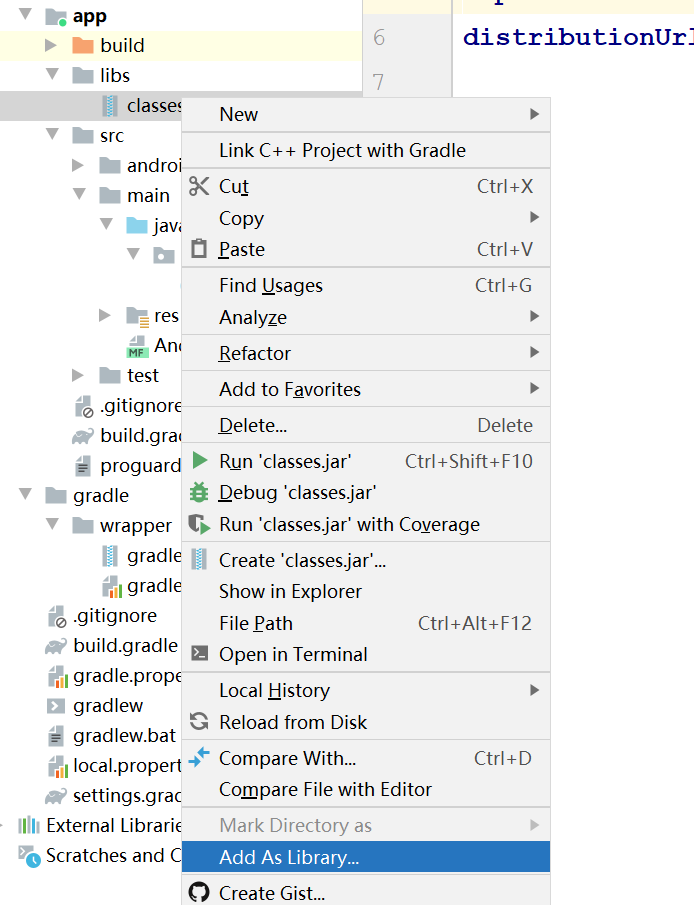 app
build
libs
classes
src
androi
main
java
res
An
test
.gitignore
build.grad
proguard
gradle
wrapper
gradle
gradle
.gitignore
build.gradle
gradle.prope
gradlew
gradlew.bat
local.propert
settings.grad
External Librarie
Scratches and C
6
distributionUrl
7
New
Link C++ Project with Gradle
Cut Ctrl+X
Copy
Paste Ctrl+V
Find Usages Ctrl+G
Analyze
Refactor
Add to Favorites
Delete... Delete
Run 'classes.jar' Ctrl+Shift+F10
Debug 'classes.jar'
Run 'classes.jar' with Coverage
Create 'classes.jar'...
Show in Explorer
File Path Ctrl+Alt+F12
Open in Terminal
Local History
Reload from Disk
Compare With... Ctrl+D
Compare File with Editor
Mark Directory as
Add As Library...
Create Gist...